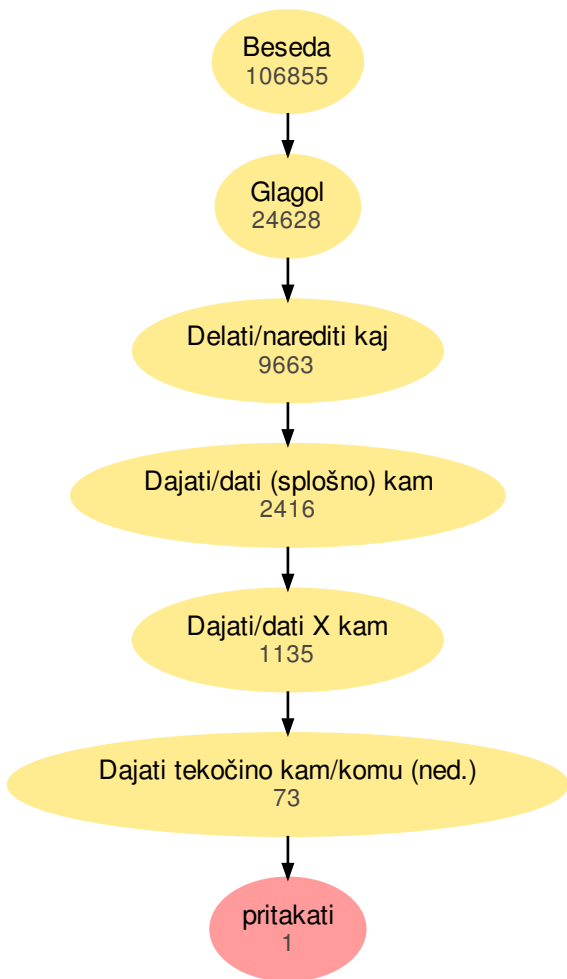 Beseda
106855
Glagol
24628
Delati/narediti kaj
9663
Dajati/dati (splošno) kam
2416
Dajati/dati X kam
1135
Dajati tekočino kam/komu (ned.)
73
pritakati
1